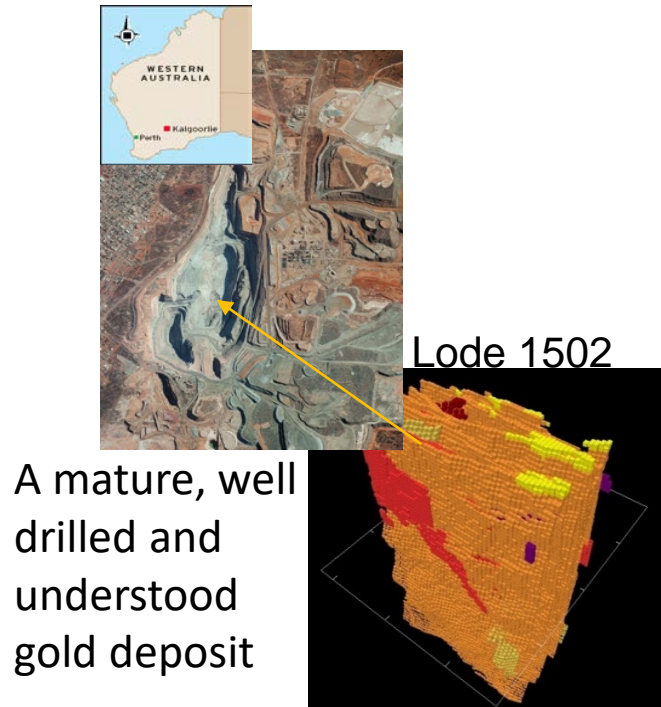 WESTERN
AUSTRALIA
Kalgoorlie
Perth
Lode 1502
A mature, well
drilled and
understood
gold deposit